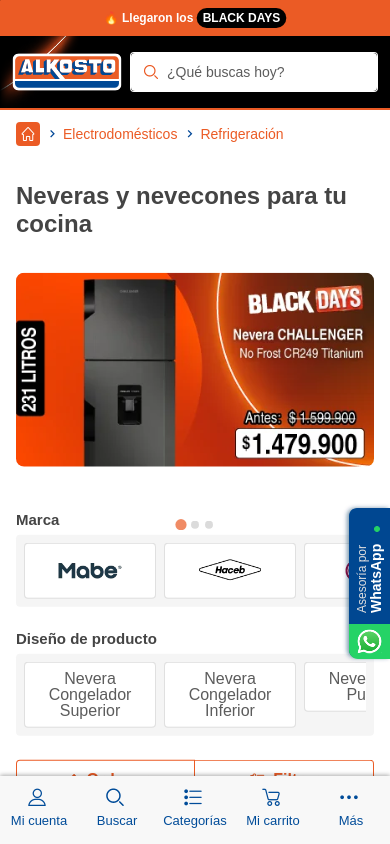 🔥 Llegaron los BLACK DAYS
ALKOSTO
¿Qué buscas hoy?
Electrodomésticos
Refrigeración
Neveras y nevecones para tu
cocina
231 LITROS
BLACK DAYS
Nevera CHALLENGER
No Frost CR249 Titanium
Antes: $ 1.599.900
$1.479.900
Marca
Mabe
Haceb
Asesoría por
WhatsApp
Diseño de producto
Nevera
Congelador
Superior
Nevera
Congelador
Inferior
Neve
Pu
Mi cuenta
Buscar
Categorías
Mi carrito
Más